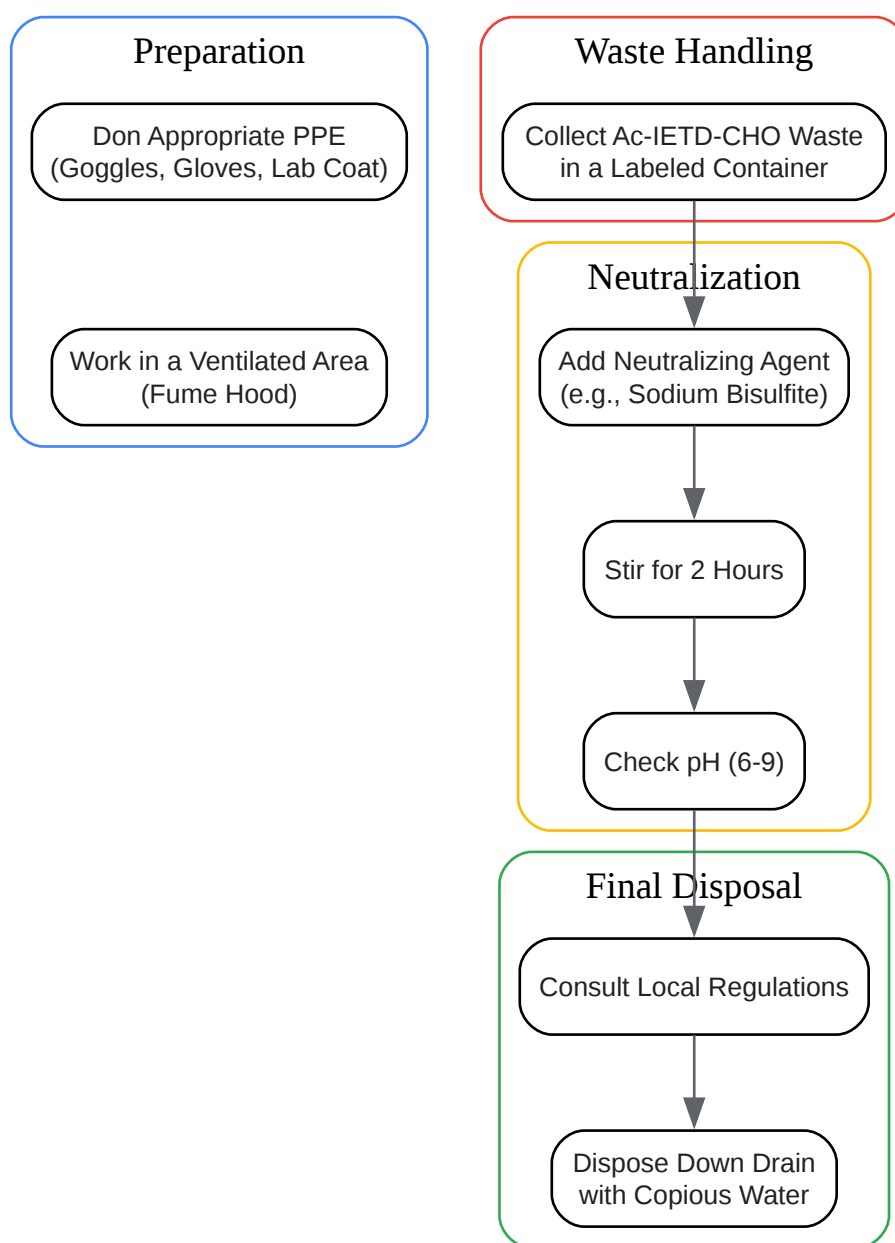 Preparation
Don Appropriate PPE
(Goggles, Gloves, Lab Coat)
Work in a Ventilated Area
(Fume Hood)
Waste Handling
Collect Ac-IETD-CHO Waste
in a Labeled Container
Neutralization
Add Neutralizing Agent
(e.g., Sodium Bisulfite)
Stir for 2 Hours
Check pH (6-9)
Final Disposal
Consult Local Regulations
Dispose Down Drain
with Copious Water